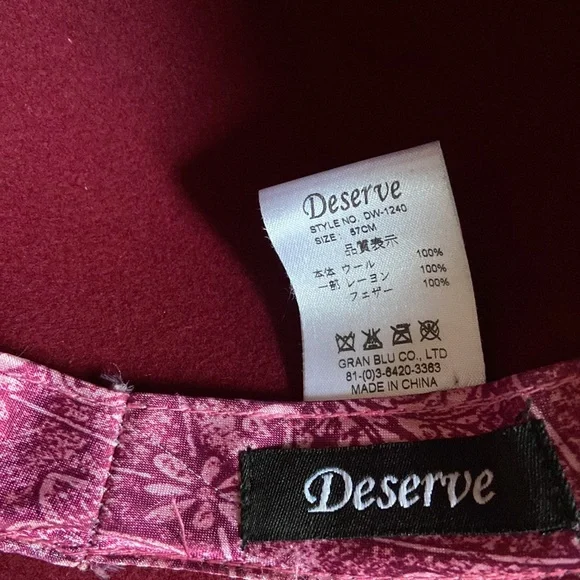 Deserve
STYLE NO. DW-1240
SIZE : 57CM
品質表示
本体 ウール 100%
一部 レーヨン 100%
フェザー 100%
GRAN BLU CO., LTD
81-(0)3-6420-3363
MADE IN CHINA
Deserve